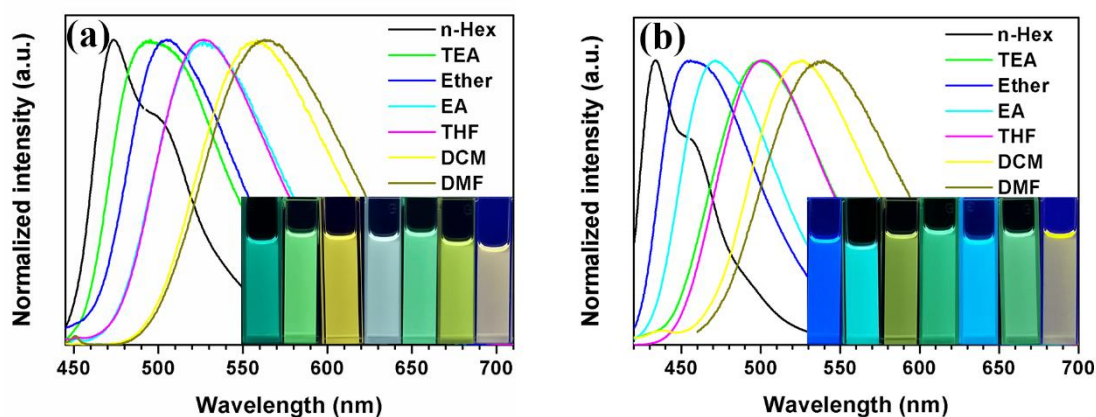 (a)
Normalized intensity (a.u.)
n-Hex
TEA
Ether
EA
THF
DCM
DMF
450 500 550 600 650 700
Wavelength (nm)
(b)
Normalized intensity (a.u.)
n-Hex
TEA
Ether
EA
THF
DCM
DMF
450 500 550 600 650 700
Wavelength (nm)